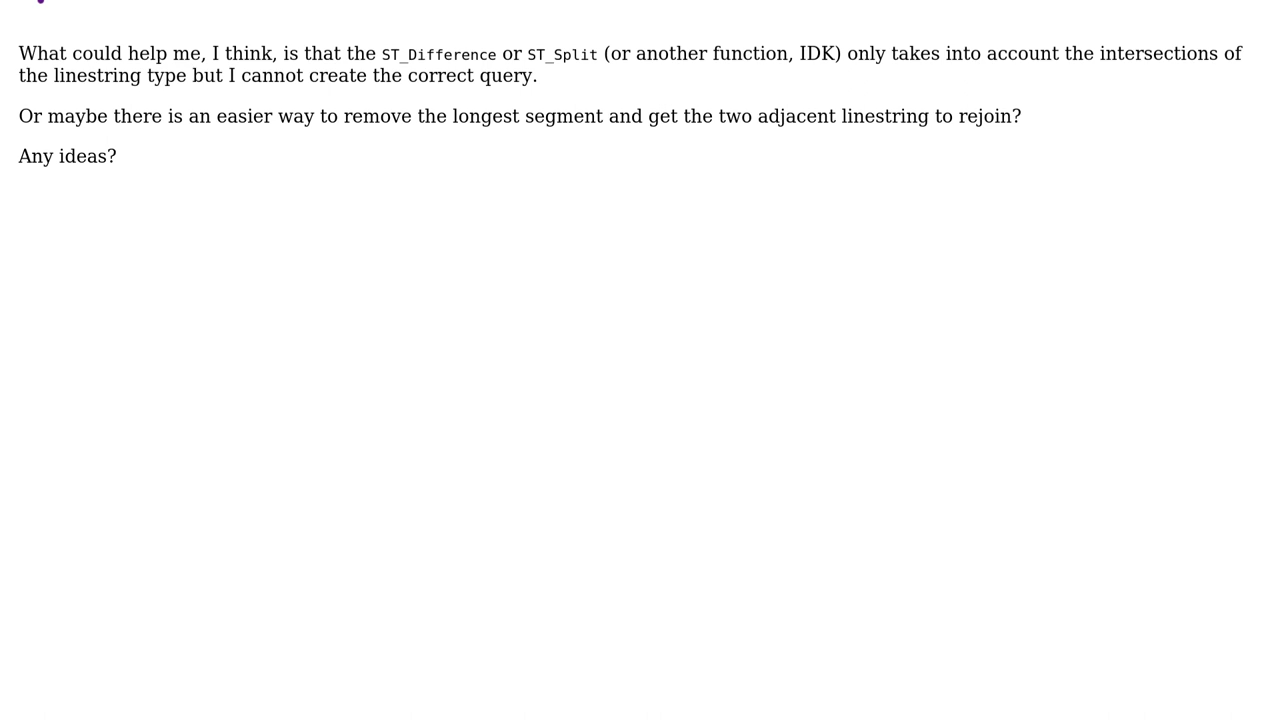 What could help me, I think, is that the ST_Difference or ST_Split (or another function, IDK) only takes into account the intersections of
the linestring type but I cannot create the correct query.
Or maybe there is an easier way to remove the longest segment and get the two adjacent linestring to rejoin?
Any ideas?